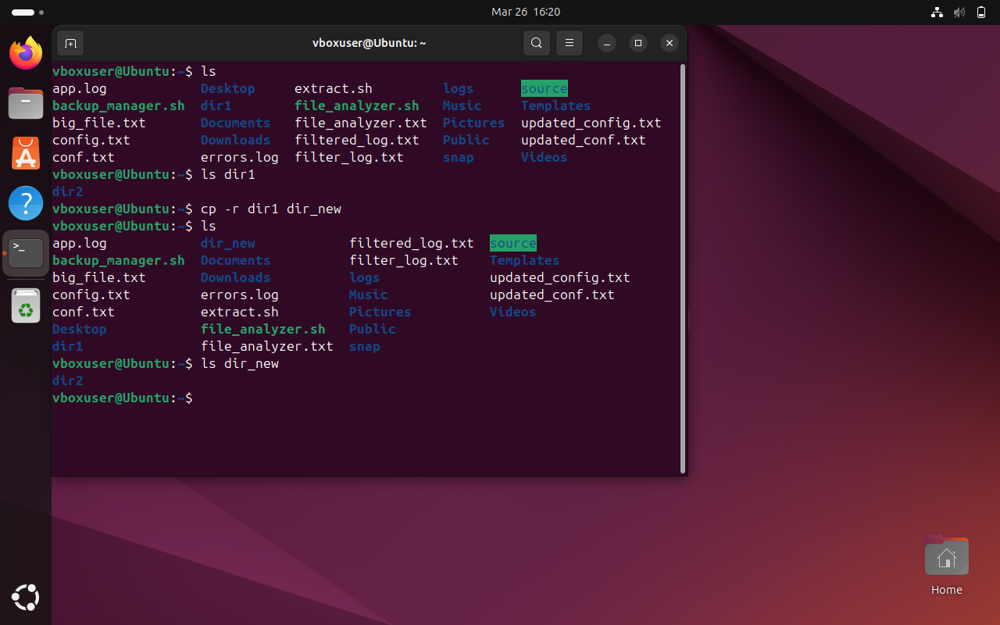 Mar 26 16:20
vboxuser@Ubuntu: ~
vboxuser@Ubuntu:~$ ls
app.log Desktop extract.sh logs source
backup_manager.sh dir1 file_analyzer.sh Music Templates
big_file.txt Documents file_analyzer.txt Pictures updated_config.txt
config.txt Downloads filtered_log.txt Public updated_conf.txt
conf.txt errors.log filter_log.txt snap Videos
vboxuser@Ubuntu:~$ ls dir1
dir2
vboxuser@Ubuntu:~$ cp -r dir1 dir_new
vboxuser@Ubuntu:~$ ls
app.log dir_new filtered_log.txt source
backup_manager.sh Documents filter_log.txt Templates
big_file.txt Downloads logs updated_config.txt
config.txt errors.log Music updated_conf.txt
conf.txt extract.sh Pictures Videos
Desktop file_analyzer.sh Public
dir1 file_analyzer.txt snap
vboxuser@Ubuntu:~$ ls dir_new
dir2
vboxuser@Ubuntu:~$
Home